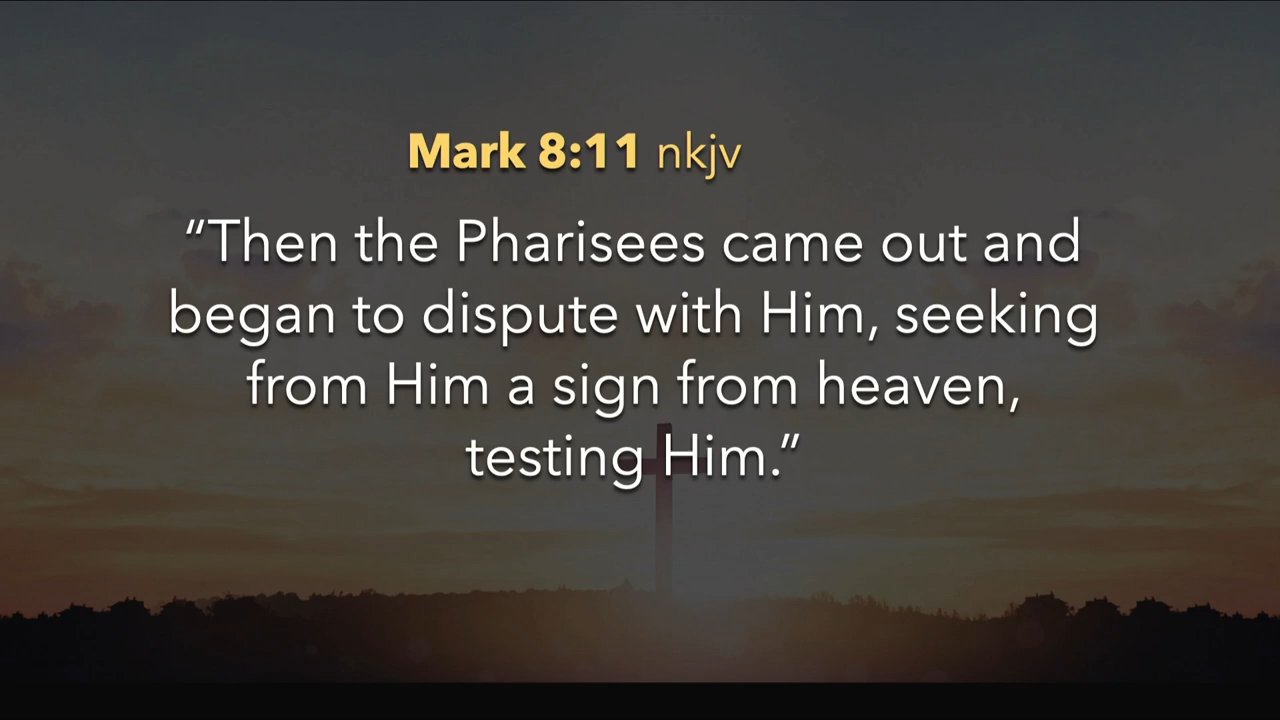 Mark 8:11 nkjv
“Then the Pharisees came out and
began to dispute with Him, seeking
from Him a sign from heaven,
testing Him.”